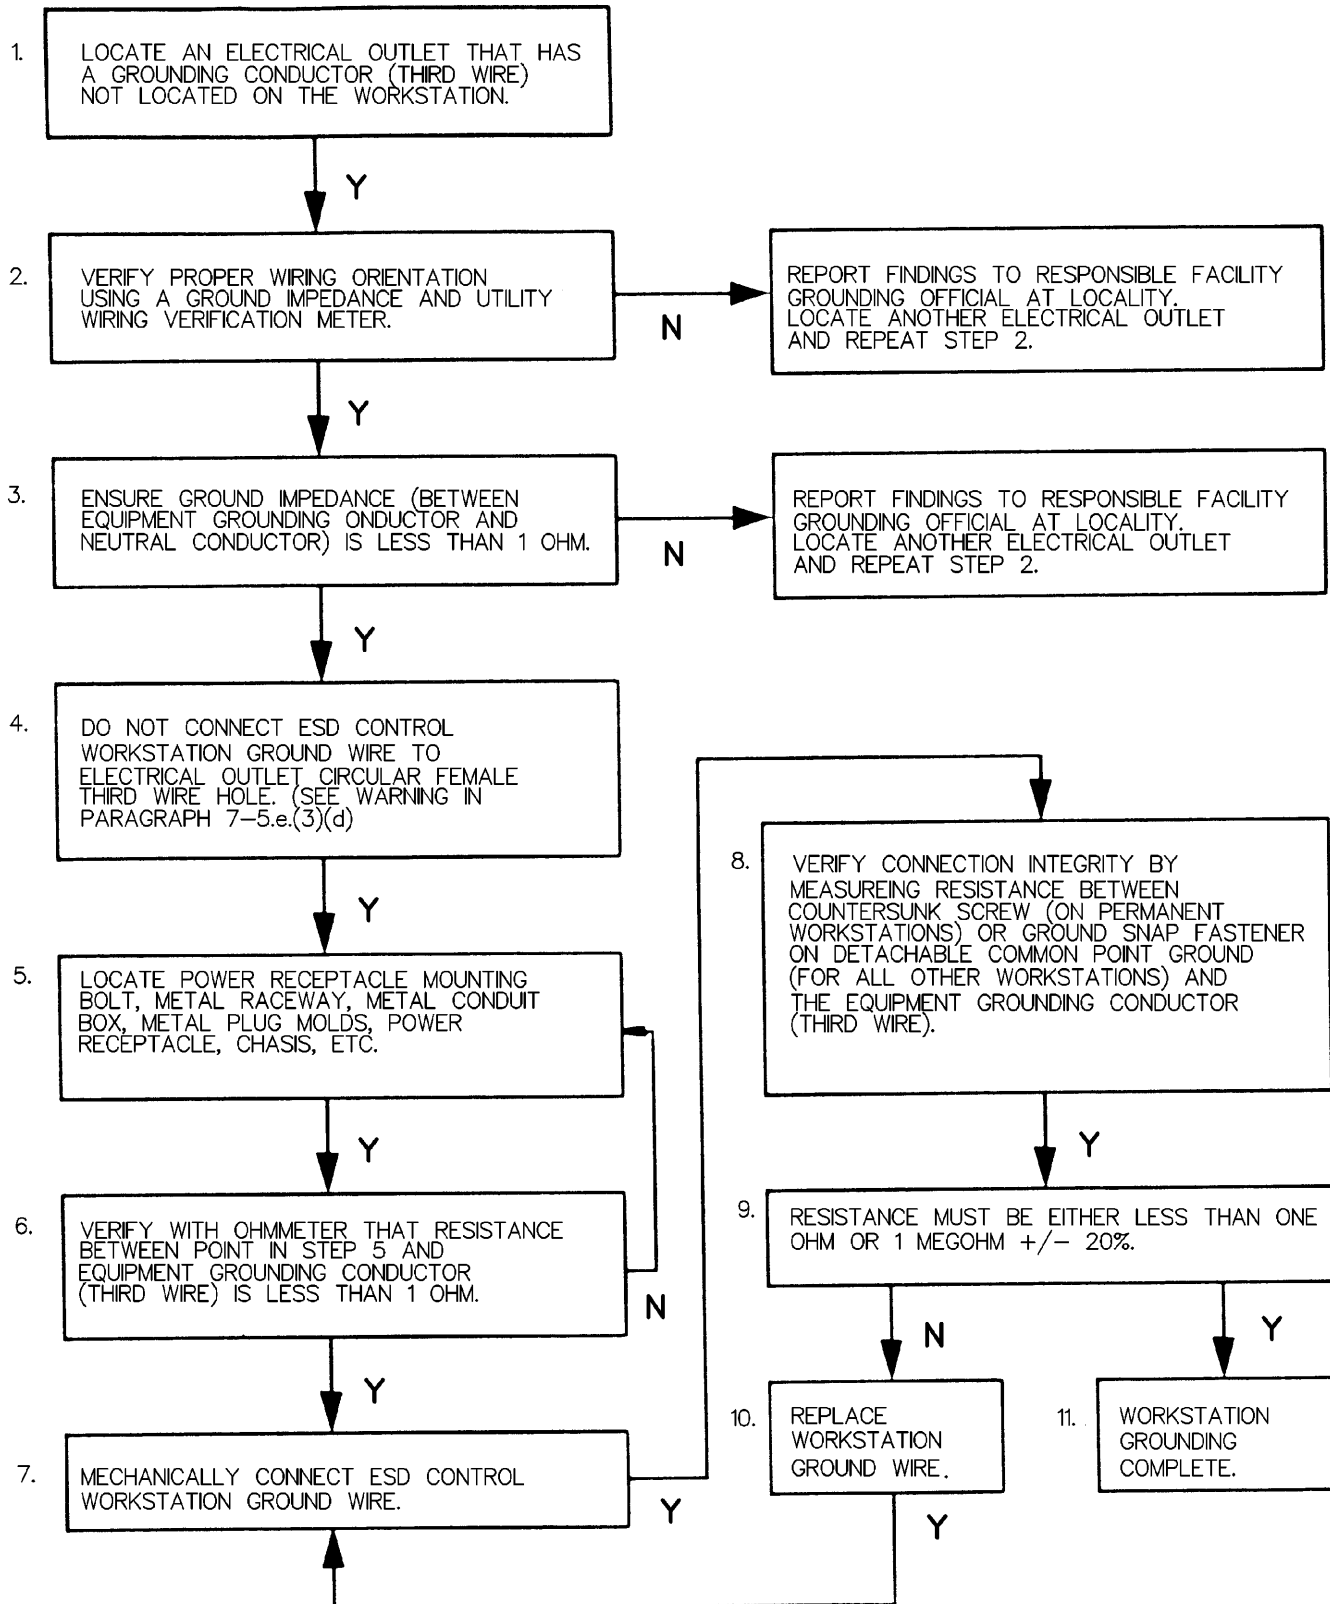 1.
LOCATE AN ELECTRICAL OUTLET THAT HAS
A GROUNDING CONDUCTOR (THIRD WIRE)
NOT LOCATED ON THE WORKSTATION.
Y
2.
VERIFY PROPER WIRING ORIENTATION
USING A GROUND IMPEDANCE AND UTILITY
WIRING VERIFICATION METER.
N
REPORT FINDINGS TO RESPONSIBLE FACILITY
GROUNDING OFFICIAL AT LOCALITY.
LOCATE ANOTHER ELECTRICAL OUTLET
AND REPEAT STEP 2.
Y
3.
ENSURE GROUND IMPEDANCE (BETWEEN
EQUIPMENT GROUNDING ONDUCTOR AND
NEUTRAL CONDUCTOR) IS LESS THAN 1 OHM.
N
REPORT FINDINGS TO RESPONSIBLE FACILITY
GROUNDING OFFICIAL AT LOCALITY.
LOCATE ANOTHER ELECTRICAL OUTLET
AND REPEAT STEP 2.
Y
4.
DO NOT CONNECT ESD CONTROL
WORKSTATION GROUND WIRE TO
ELECTRICAL OUTLET CIRCULAR FEMALE
THIRD WIRE HOLE. (SEE WARNING IN
PARAGRAPH 7-5.e.(3)(d)
Y
5.
LOCATE POWER RECEPTACLE MOUNTING
BOLT, METAL RACEWAY, METAL CONDUIT
BOX, METAL PLUG MOLDS, POWER
RECEPTACLE, CHASIS, ETC.
Y
6.
VERIFY WITH OHMMETER THAT RESISTANCE
BETWEEN POINT IN STEP 5 AND
EQUIPMENT GROUNDING CONDUCTOR
(THIRD WIRE) IS LESS THAN 1 OHM.
N
Y
7.
MECHANICALLY CONNECT ESD CONTROL
WORKSTATION GROUND WIRE.
Y
8.
VERIFY CONNECTION INTEGRITY BY
MEASUREING RESISTANCE BETWEEN
COUNTERSUNK SCREW (ON PERMANENT
WORKSTATIONS) OR GROUND SNAP FASTENER
ON DETACHABLE COMMON POINT GROUND
(FOR ALL OTHER WORKSTATIONS) AND
THE EQUIPMENT GROUNDING CONDUCTOR
(THIRD WIRE).
Y
9.
RESISTANCE MUST BE EITHER LESS THAN ONE
OHM OR 1 MEGOHM +/- 20%.
N
Y
10.
REPLACE
WORKSTATION
GROUND WIRE.
Y
11.
WORKSTATION
GROUNDING
COMPLETE.